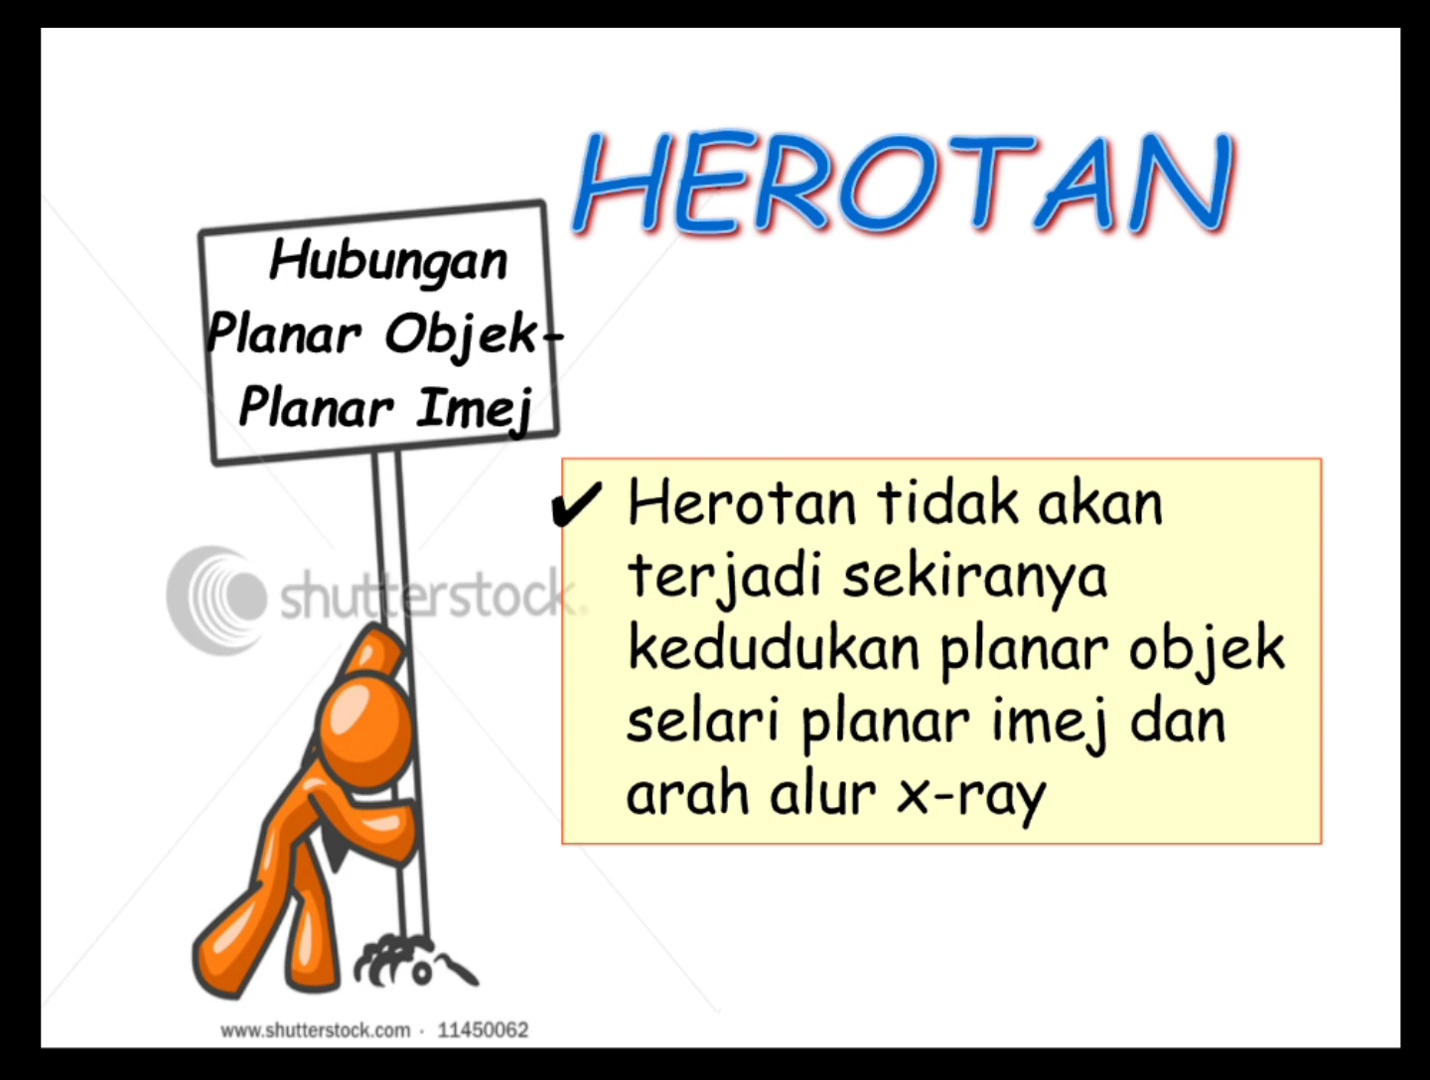 HEROTAN
Hubungan
Planar Objek-
Planar Imej
✔ Herotan tidak akan
terjadi sekiranya
kedudukan planar objek
selari planar imej dan
arah alur x-ray
shutterstock.
www.shutterstock.com · 11450062